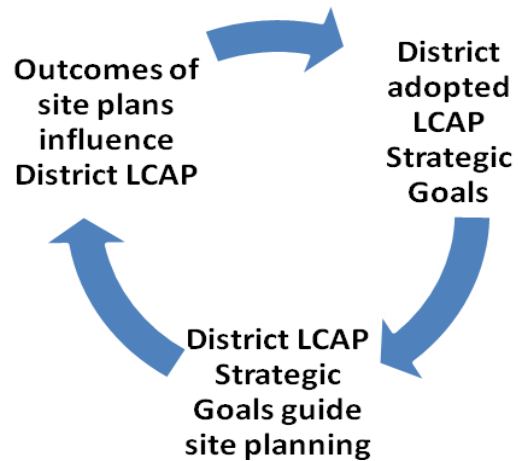 Outcomes of
site plans
influence
District LCAP
District
adopted
LCAP
Strategic
Goals
District LCAP
Strategic
Goals guide
site planning